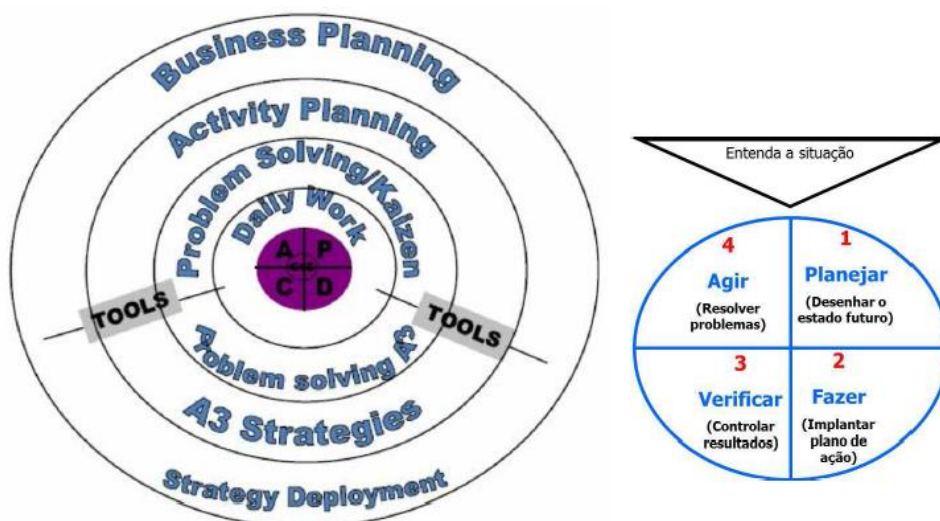 Business Planning
Activity Planning
Problem Solving/Kaizen
Daily Work
A P
C D
TOOLS
TOOLS
Problem solving A3
A3 Strategies
Strategy Deployment
Entenda a situação
4
Agir
(Resolver
problemas)
1
Planejar
(Desenhar o
estado futuro)
3
Verificar
(Controlar
resultados)
2
Fazer
(Implantar
plano de
ação)